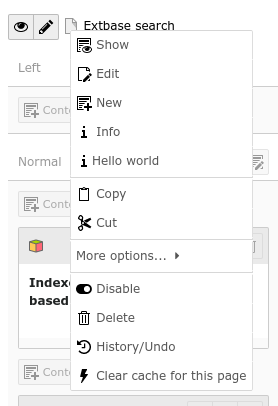 Extbase search
Show
Left
Edit
Conte
New
Info
Normal
Hello world
Copy
Conte
Cut
More options...
Indexe
based
Disable
Delete
History/Undo
Conte
Clear cache for this page